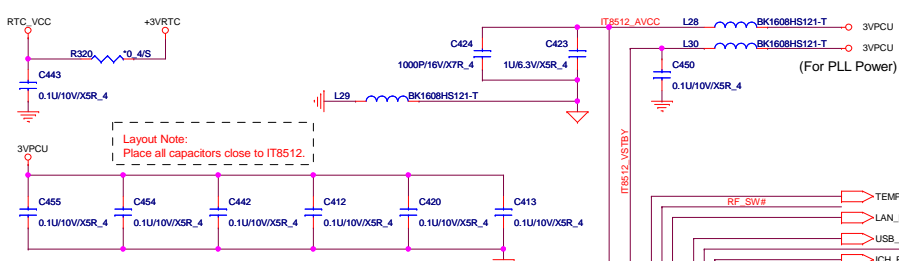 RTC_VCC
+3VRTC
R320 *0_4/S
C443
0.1U/10V/X5R_4
C424
1000P/16V/X7R_4
C423
1U/6.3V/X5R_4
IT8512_AVCC
L28 BK1608HS121-T 3VPCU
L30 BK1608HS121-T 3VPCU
(For PLL Power)
C450
0.1U/10V/X5R_4
L29 BK1608HS121-T
Layout Note:
Place all capacitors close to IT8512.
3VPCU
C455
0.1U/10V/X5R_4
C454
0.1U/10V/X5R_4
C442
0.1U/10V/X5R_4
C412
0.1U/10V/X5R_4
C420
0.1U/10V/X5R_4
C413
0.1U/10V/X5R_4
IT8512_VSTBY
RF_SW#
TEMP
LAN_
USB_